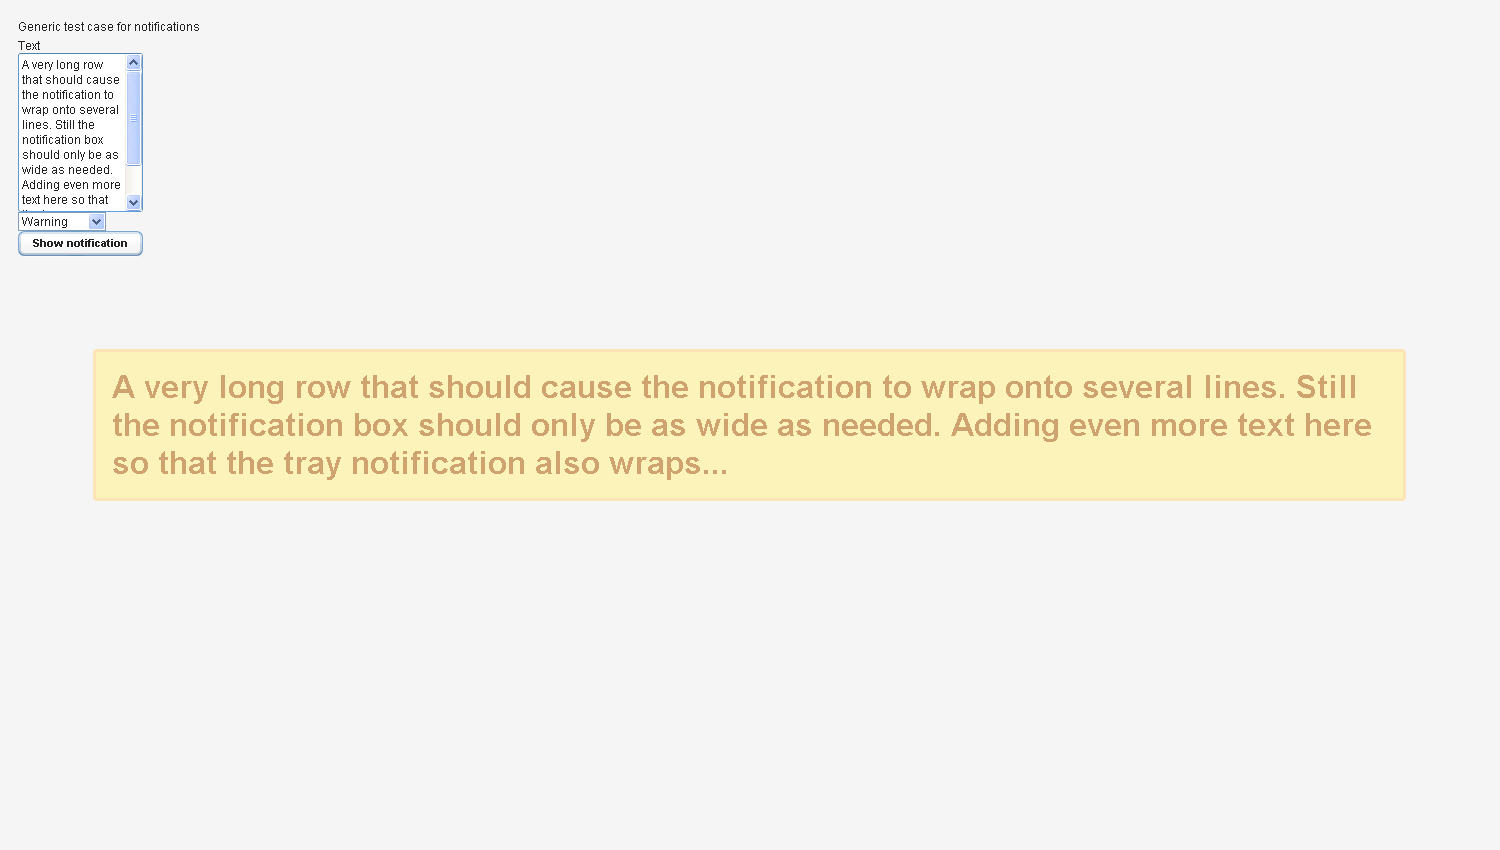 Generic test case for notifications
Text
A very long row
that should cause
the notification to
wrap onto several
lines. Still the
notification box
should only be as
wide as needed.
Adding even more
text here so that
Warning
Show notification
A very long row that should cause the notification to wrap onto several lines. Still
the notification box should only be as wide as needed. Adding even more text here
so that the tray notification also wraps...